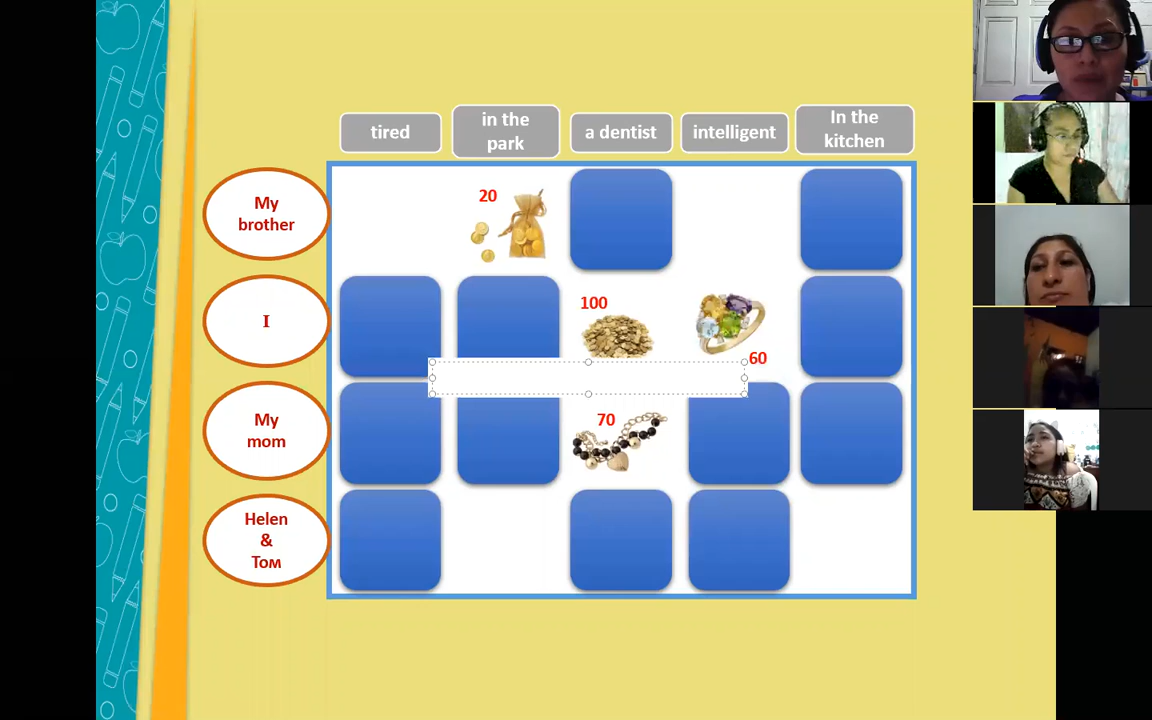 tired
in the
park
a dentist
intelligent
In the
kitchen
My
brother
20
I
100
60
My
mom
70
Helen
&
Tom